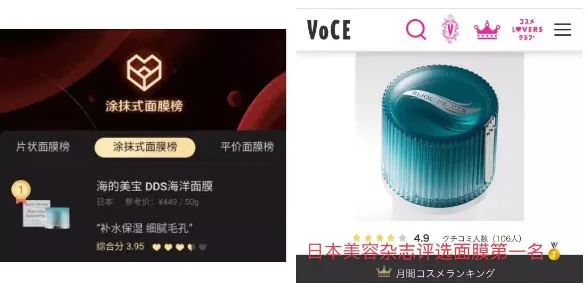 涂抹式面膜榜
片状面膜榜
涂抹式面膜榜
平价面膜榜
1
海的美宝 DDS海洋面膜
日本 参考价：¥449 / 50g
“补水保湿 细腻毛孔”
综合分 3.95
VoCE
コスメ
LOVERS
クラブ
BIJOU DE MER
4.9 クチコミ人数（106人）
日本美容杂志评选面膜第一名
月間コスメランキング